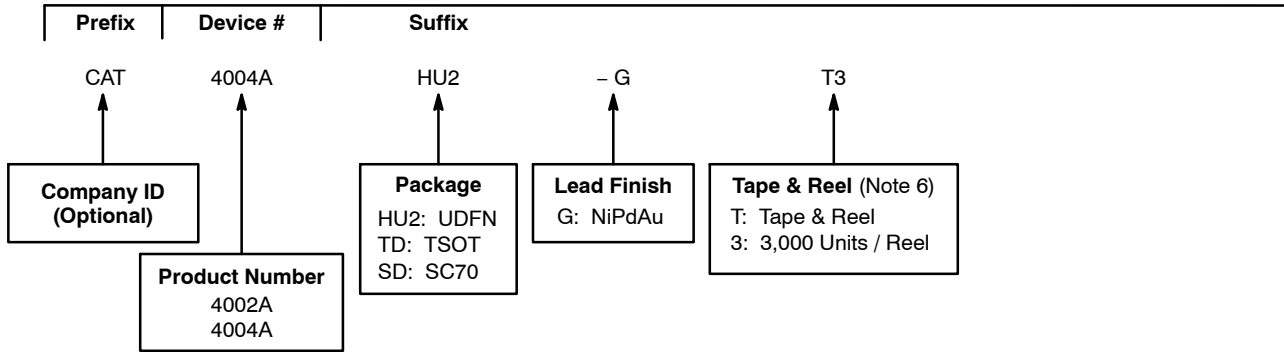 Prefix Device # Suffix
CAT 4004A HU2 – G T3
Company ID
(Optional)
Product Number
4002A
4004A
Package
HU2: UDFN
TD: TSOT
SD: SC70
Lead Finish
G: NiPdAu
Tape & Reel (Note 6)
T: Tape & Reel
3: 3,000 Units / Reel